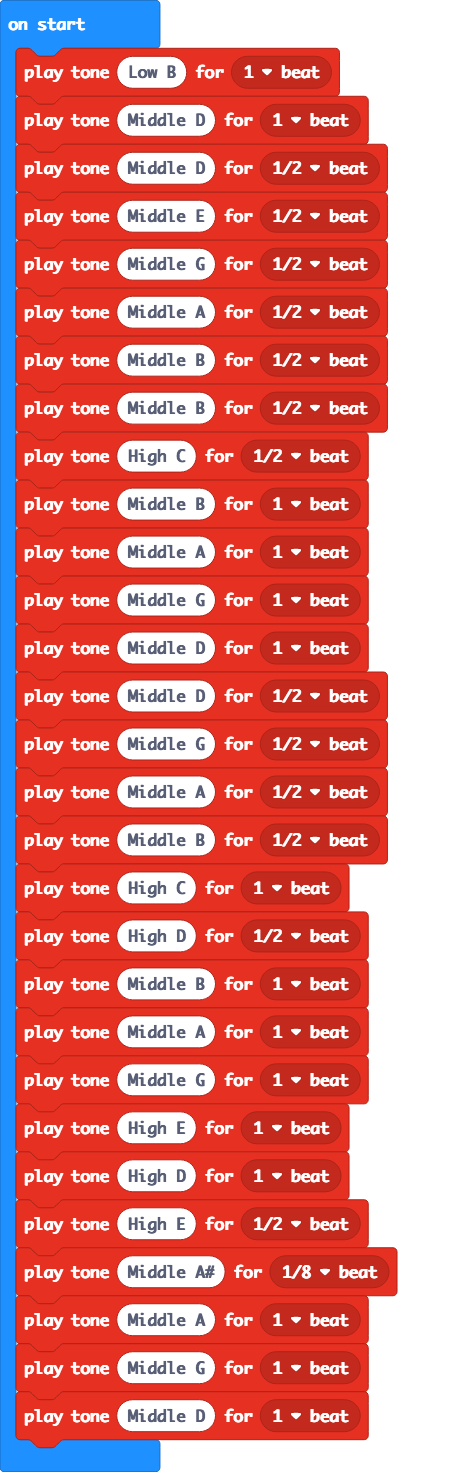 on start
play tone Low B for 1 beat
play tone Middle D for 1 beat
play tone Middle D for 1/2 beat
play tone Middle E for 1/2 beat
play tone Middle G for 1/2 beat
play tone Middle A for 1/2 beat
play tone Middle B for 1/2 beat
play tone Middle B for 1/2 beat
play tone High C for 1/2 beat
play tone Middle B for 1 beat
play tone Middle A for 1 beat
play tone Middle G for 1 beat
play tone Middle D for 1 beat
play tone Middle D for 1/2 beat
play tone Middle G for 1/2 beat
play tone Middle A for 1/2 beat
play tone Middle B for 1/2 beat
play tone High C for 1 beat
play tone High D for 1/2 beat
play tone Middle B for 1 beat
play tone Middle A for 1 beat
play tone Middle G for 1 beat
play tone High E for 1 beat
play tone High D for 1 beat
play tone High E for 1/2 beat
play tone Middle A# for 1/8 beat
play tone Middle A for 1 beat
play tone Middle G for 1 beat
play tone Middle D for 1 beat